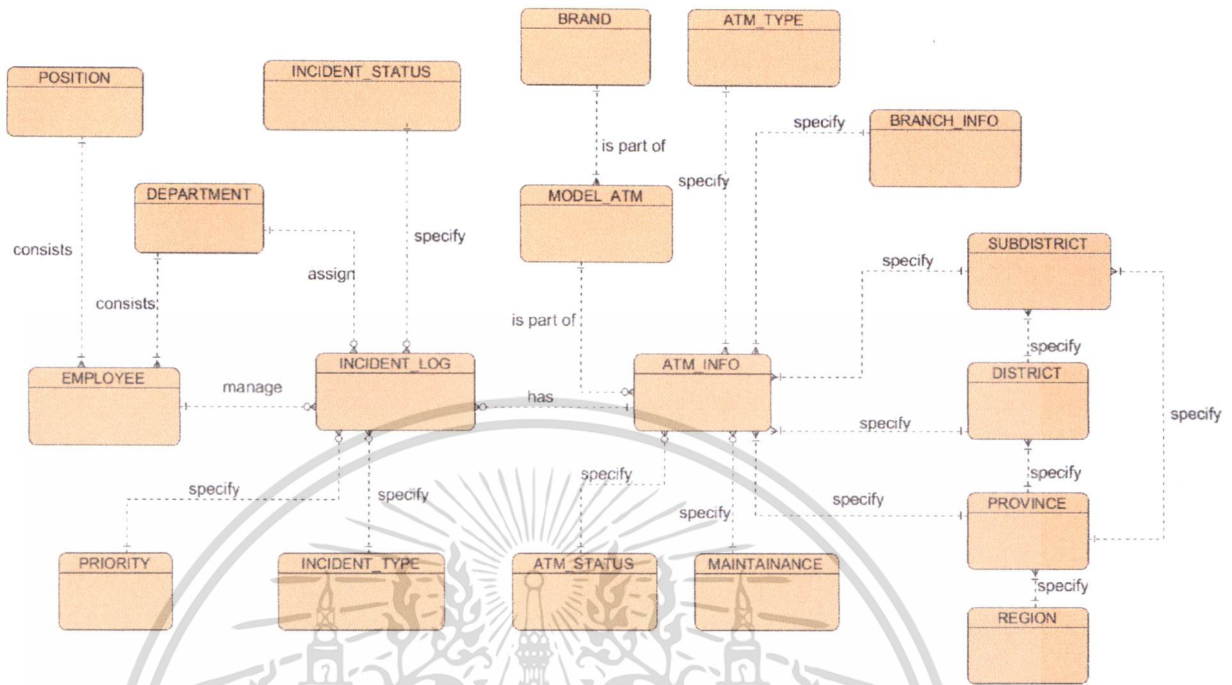 BRAND
ATM_TYPE
POSITION
INCIDENT_STATUS
BRANCH_INFO
specify
is part of
specify
DEPARTMENT
MODEL_ATM
consists
specify
SUBDISTRICT
specify
assign
consists
is part of
specify
EMPLOYEE
INCIDENT_LOG
ATM_INFO
DISTRICT
manage
has
specify
specify
specify
specify
specify
specify
specify
PROVINCE
specify
PRIORITY
INCIDENT_TYPE
ATM_STATUS
MAINTAINANCE
specify
REGION